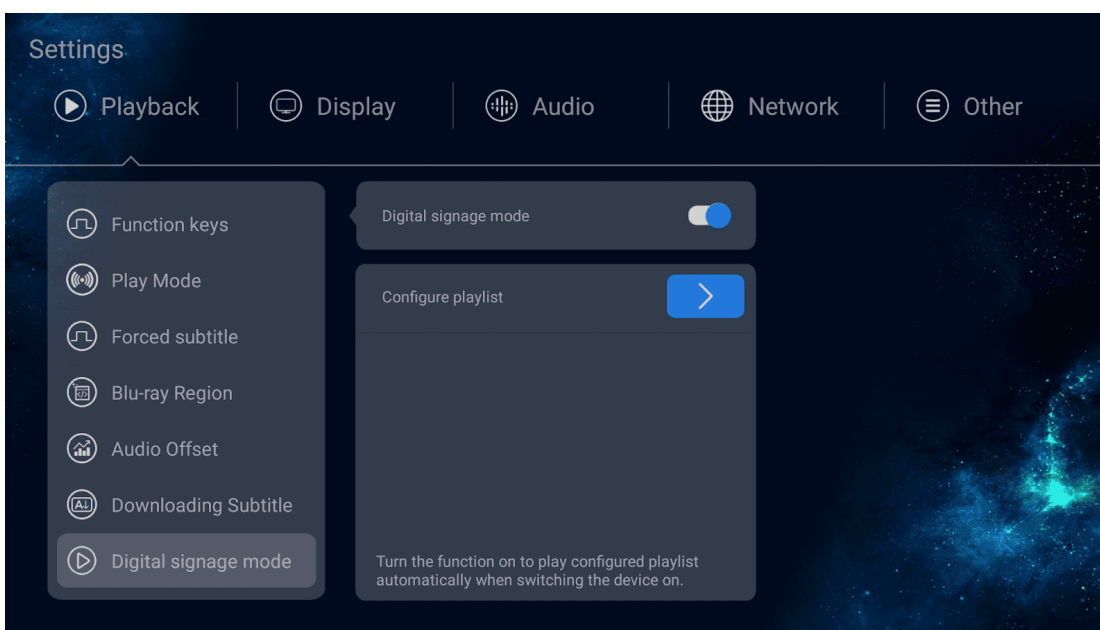 Settings
Playback
Display
Audio
Network
Other
Function keys
Play Mode
Forced subtitle
Blu-ray Region
Audio Offset
Downloading Subtitle
Digital signage mode
Digital signage mode
Configure playlist
Turn the function on to play configured playlist
automatically when switching the device on.